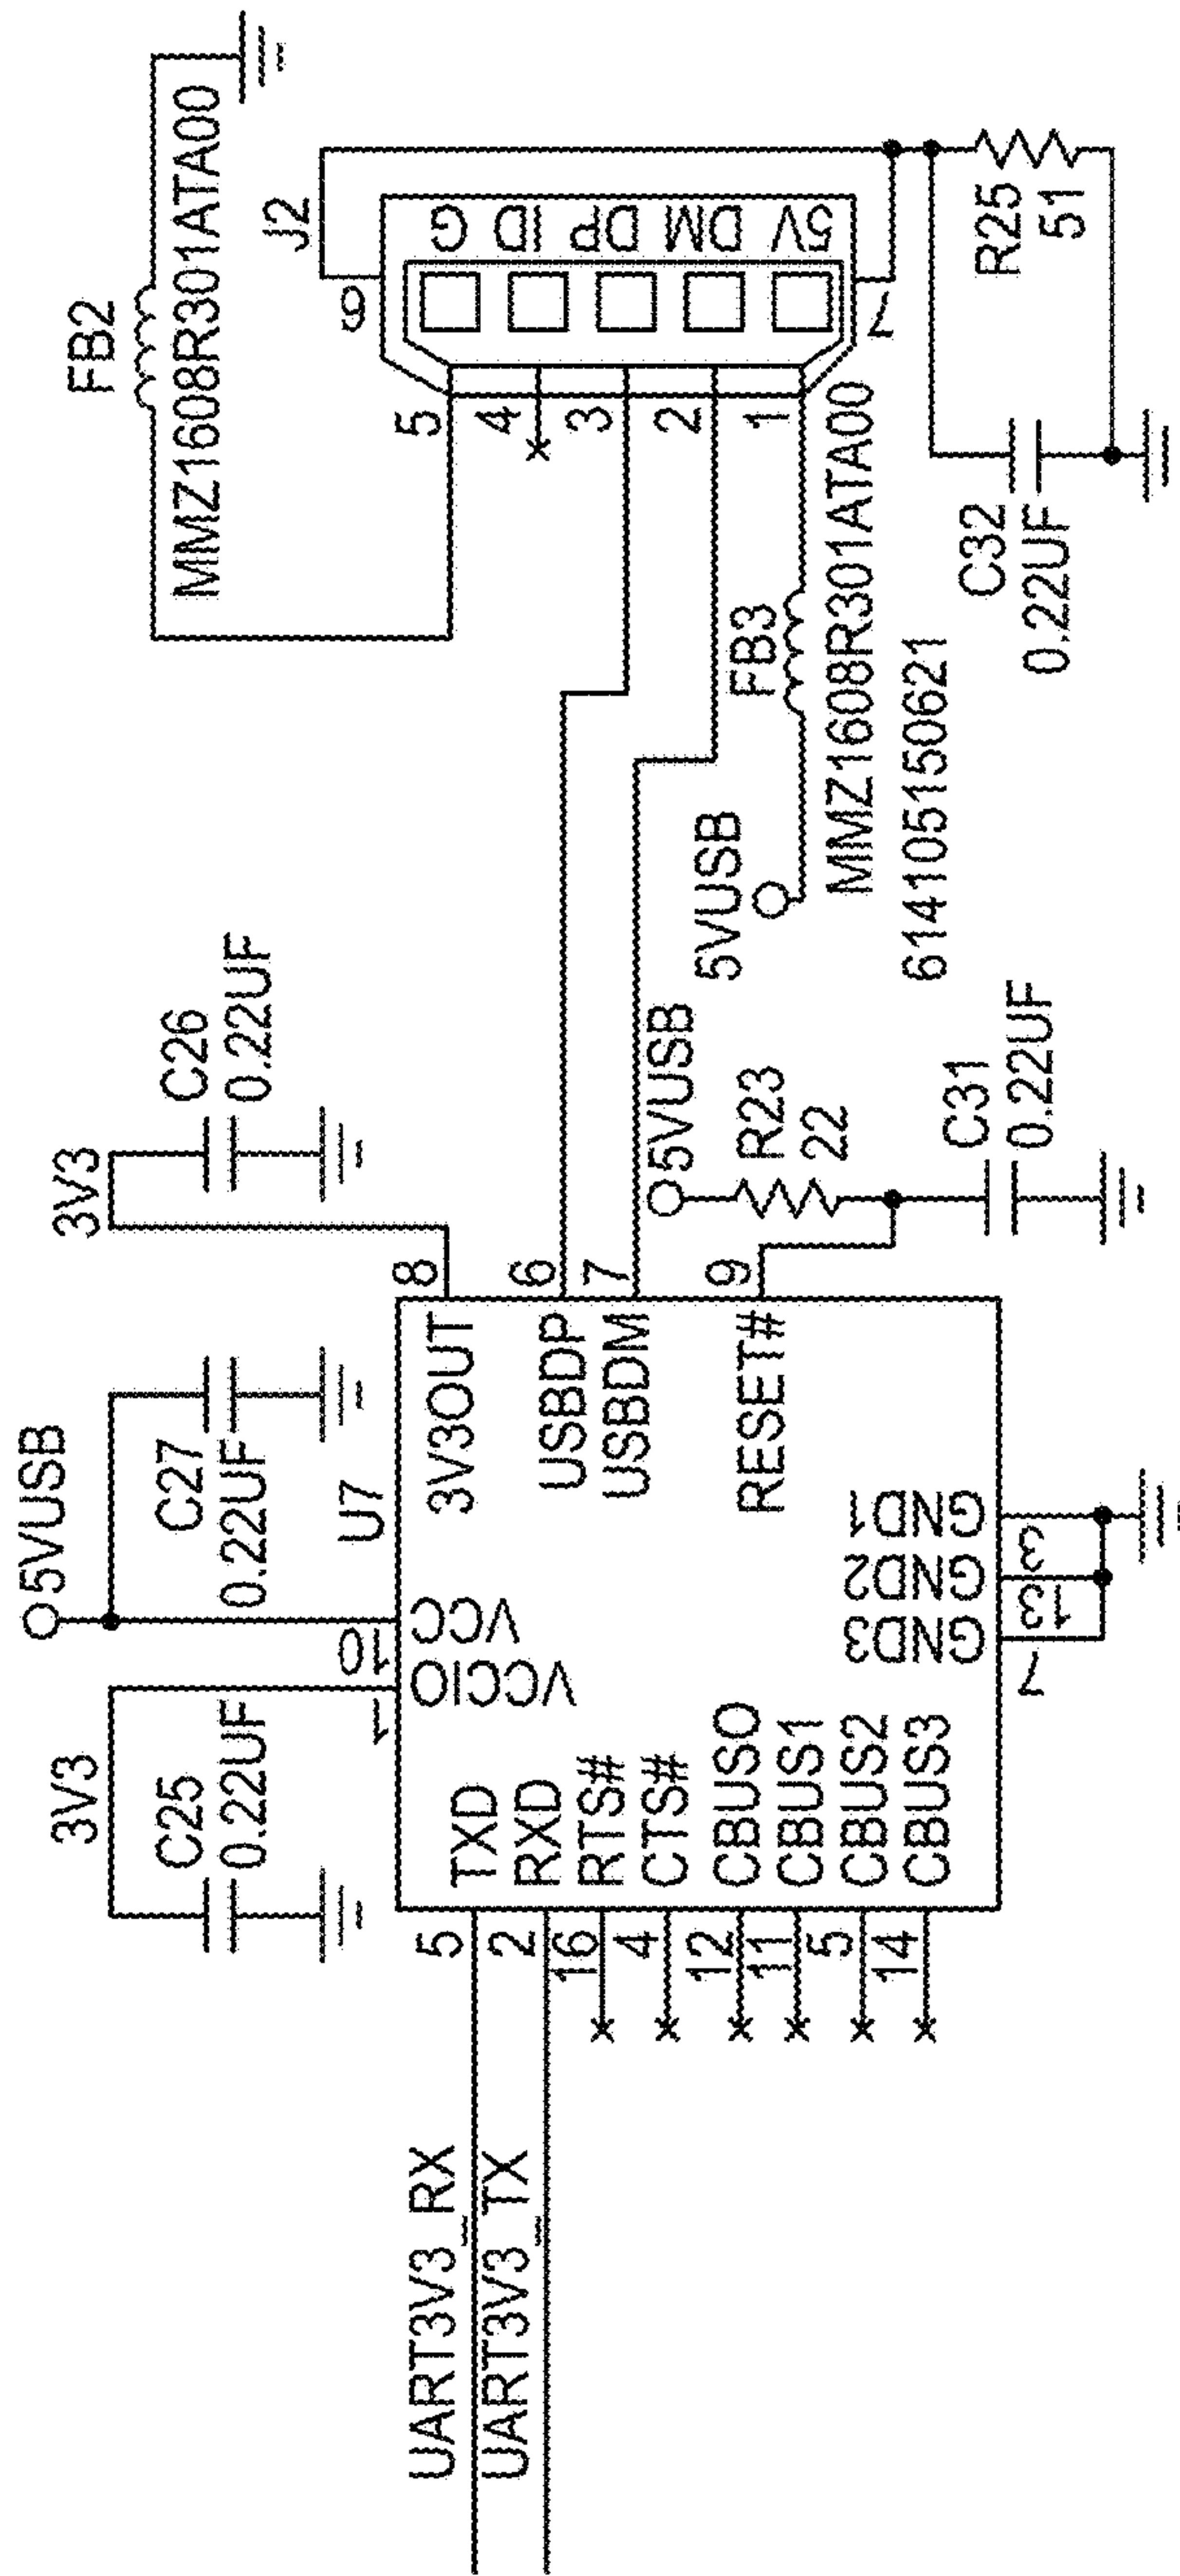 UART3V3_RX
UART3V3_TX
3V3
C25
0.22UF
5VUSB
C27
0.22UF
U7
3V3
C26
0.22UF
1
10
VCCIO
VCC
5
TXD
2
RXD
16
RTS#
4
CTS#
12
CBUS0
11
CBUS1
5
CBUS2
14
CBUS3
3V3OUT
8
USBDP
6
USBDM
7
RESET#
9
GND3
GND2
GND1
7
13
3
5VUSB
R23
22
C31
0.22UF
FB2
MMZ1608R301ATA00
J2
6
5
G
4
ID
3
DP
2
DM
1
5V
7
5VUSB
FB3
MMZ1608R301ATA00
614105150621
C32
0.22UF
R25
51